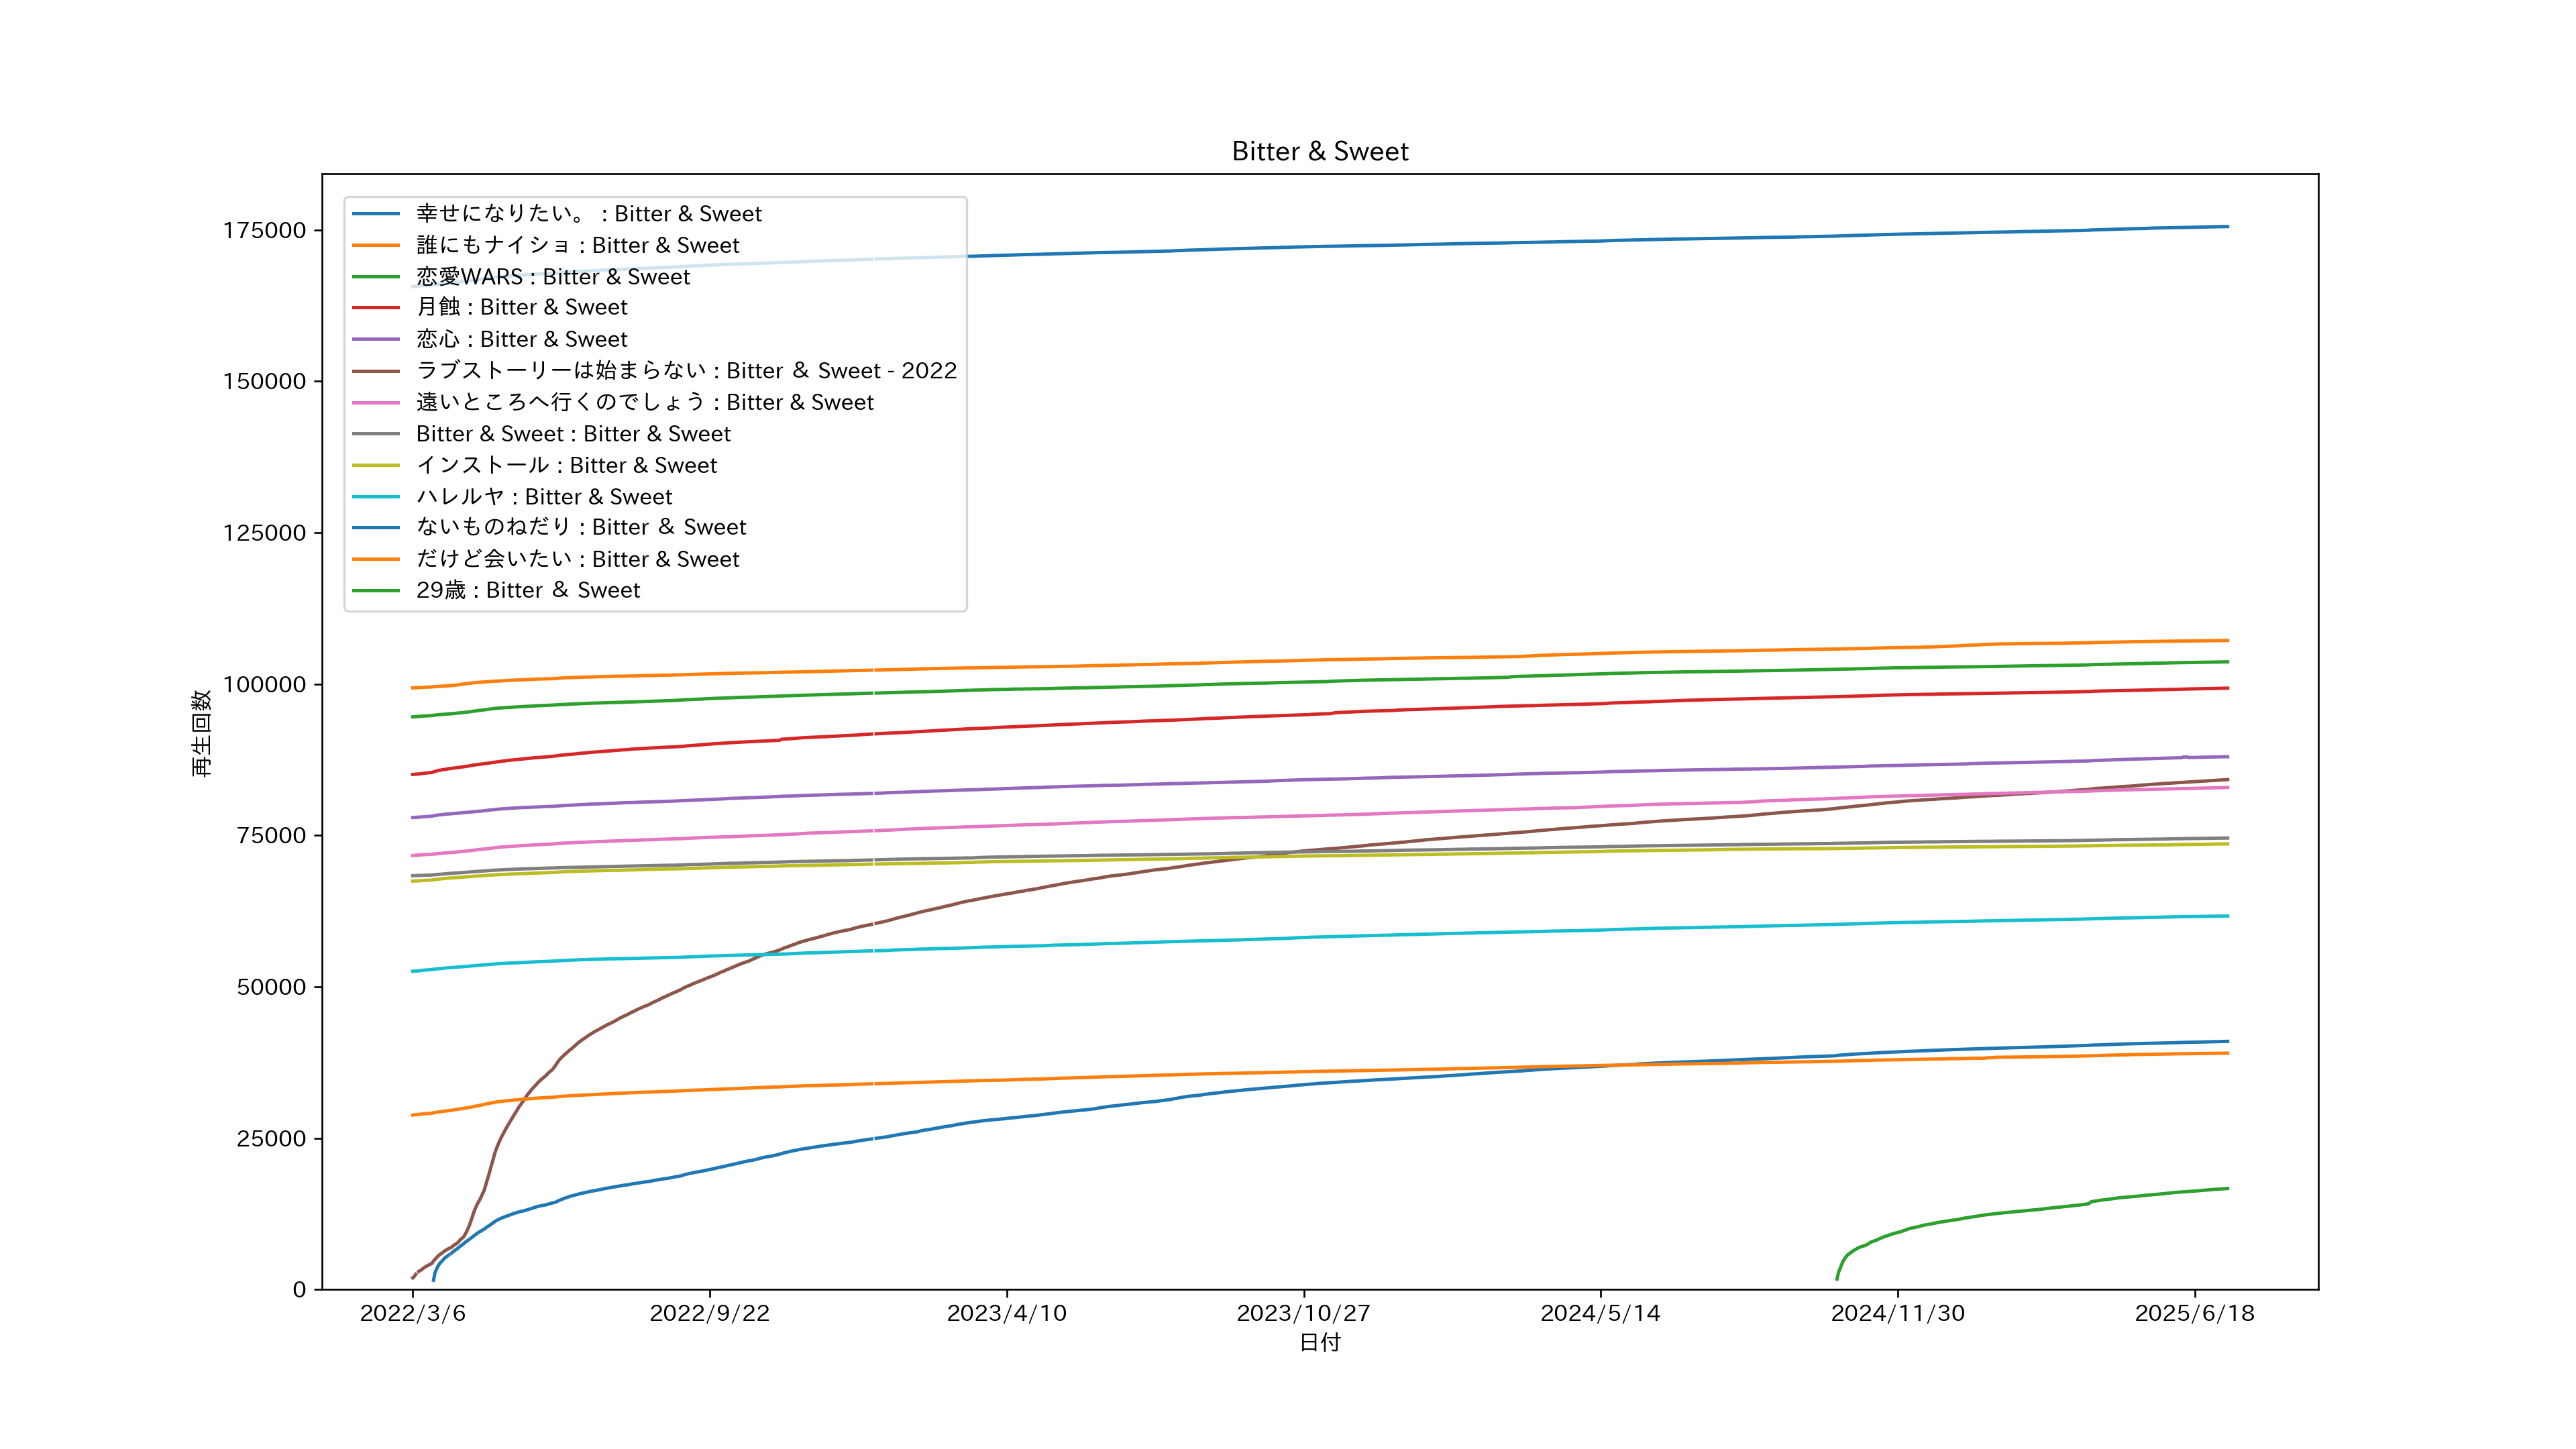 Bitter & Sweet
幸せになりたい。 : Bitter & Sweet
誰にもナイショ : Bitter & Sweet
恋愛WARS : Bitter & Sweet
月蝕 : Bitter & Sweet
恋心 : Bitter & Sweet
ラブストーリーは始まらない : Bitter ＆ Sweet - 2022
遠いところへ行くのでしょう : Bitter & Sweet
Bitter & Sweet : Bitter & Sweet
インストール : Bitter & Sweet
ハレルヤ : Bitter & Sweet
ないものねだり : Bitter ＆ Sweet
だけど会いたい : Bitter & Sweet
29歳 : Bitter ＆ Sweet
175000
150000
125000
100000
75000
50000
25000
0
再生回数
2022/3/6 2022/9/22 2023/4/10 2023/10/27 2024/5/14 2024/11/30 2025/6/18
日付